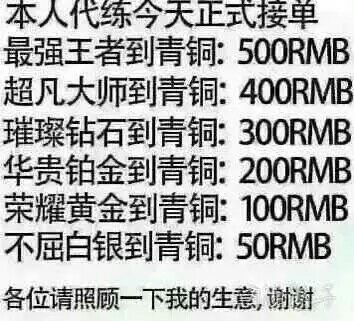 本人代练今天正式接单
最强王者到青铜: 500RMB
超凡大师到青铜: 400RMB
璀璨钻石到青铜: 300RMB
华贵铂金到青铜: 200RMB
荣耀黄金到青铜: 100RMB
不屈白银到青铜: 50RMB
各位请照顾一下我的生意, 谢谢